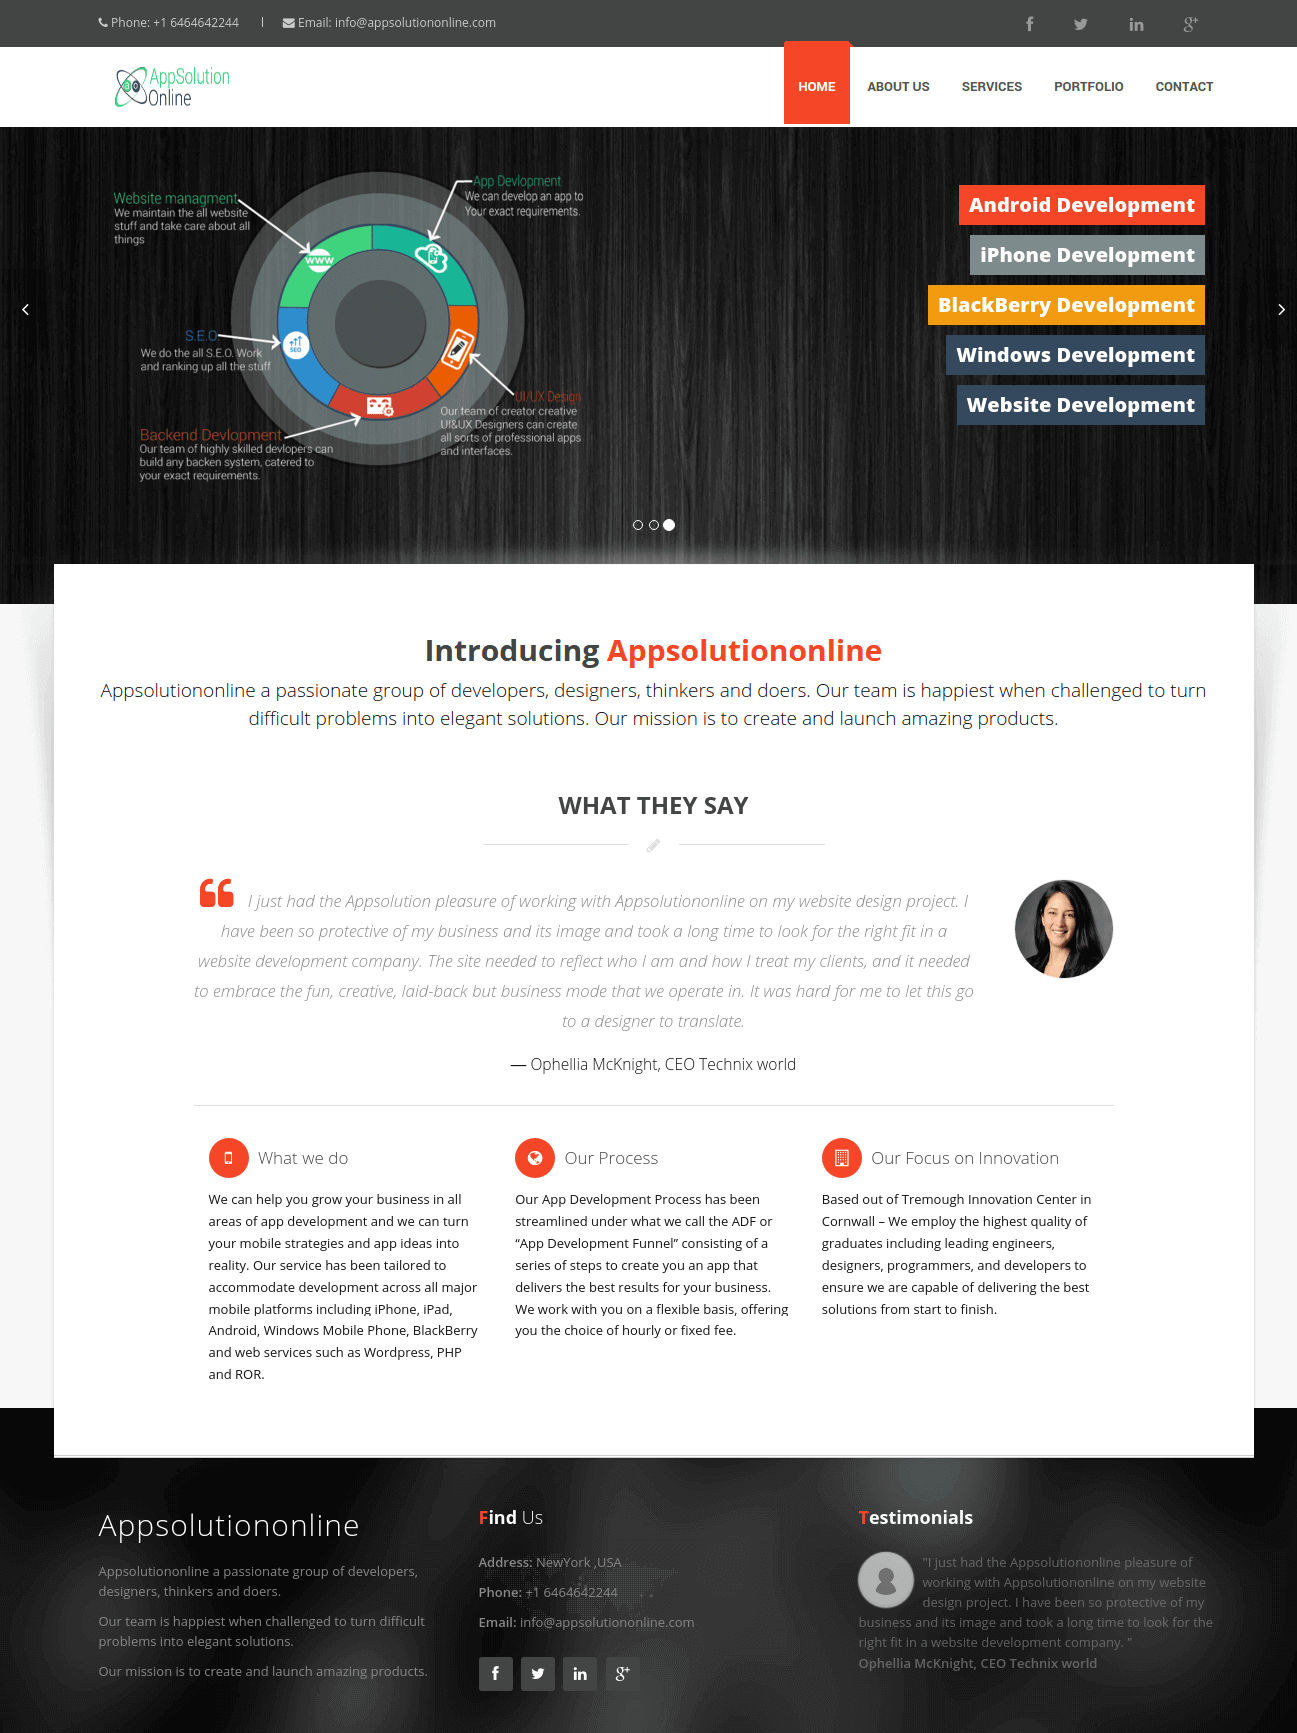 Phone: +1 6464642244 | Email: info@appsolutiononline.com
AppSolution
Online
HOME ABOUT US SERVICES PORTFOLIO CONTACT
Website managment
We maintain the all website
stuff and take care about all
things
App Devlopment
We can develop an app to
Your exact requirements.
WWW
S.E.O.
We do the all S.E.O. Work
and ranking up all the stuff
SEO
UI/UX Design
Our team of creator creative
UI&UX Designers can create
all sorts of professional apps
and interfaces.
Backend Devlopment
Our team of highly skilled devlopers can
build any backen system, catered to
your exact requirements.
Android Development
iPhone Development
BlackBerry Development
Windows Development
Website Development
Introducing Appsolutiononline
Appsolutiononline a passionate group of developers, designers, thinkers and doers. Our team is happiest when challenged to turn
difficult problems into elegant solutions. Our mission is to create and launch amazing products.
WHAT THEY SAY
I just had the Appsolution pleasure of working with Appsolutiononline on my website design project. I
have been so protective of my business and its image and took a long time to look for the right fit in a
website development company. The site needed to reflect who I am and how I treat my clients, and it needed
to embrace the fun, creative, laid-back but business mode that we operate in. It was hard for me to let this go
to a designer to translate.
— Ophellia McKnight, CEO Technix world
What we do
We can help you grow your business in all
areas of app development and we can turn
your mobile strategies and app ideas into
reality. Our service has been tailored to
accommodate development across all major
mobile platforms including iPhone, iPad,
Android, Windows Mobile Phone, BlackBerry
and web services such as Wordpress, PHP
and ROR.
Our Process
Our App Development Process has been
streamlined under what we call the ADF or
“App Development Funnel” consisting of a
series of steps to create you an app that
delivers the best results for your business.
We work with you on a flexible basis, offering
you the choice of hourly or fixed fee.
Our Focus on Innovation
Based out of Tremough Innovation Center in
Cornwall – We employ the highest quality of
graduates including leading engineers,
designers, programmers, and developers to
ensure we are capable of delivering the best
solutions from start to finish.
Appsolutiononline
Appsolutiononline a passionate group of developers,
designers, thinkers and doers.
Our team is happiest when challenged to turn difficult
problems into elegant solutions.
Our mission is to create and launch amazing products.
Find Us
Address: NewYork ,USA
Phone: +1 6464642244
Email: info@appsolutiononline.com
Testimonials
"I just had the Appsolutiononline pleasure of
working with Appsolutiononline on my website
design project. I have been so protective of my
business and its image and took a long time to look for the
right fit in a website development company. "
Ophellia McKnight, CEO Technix world